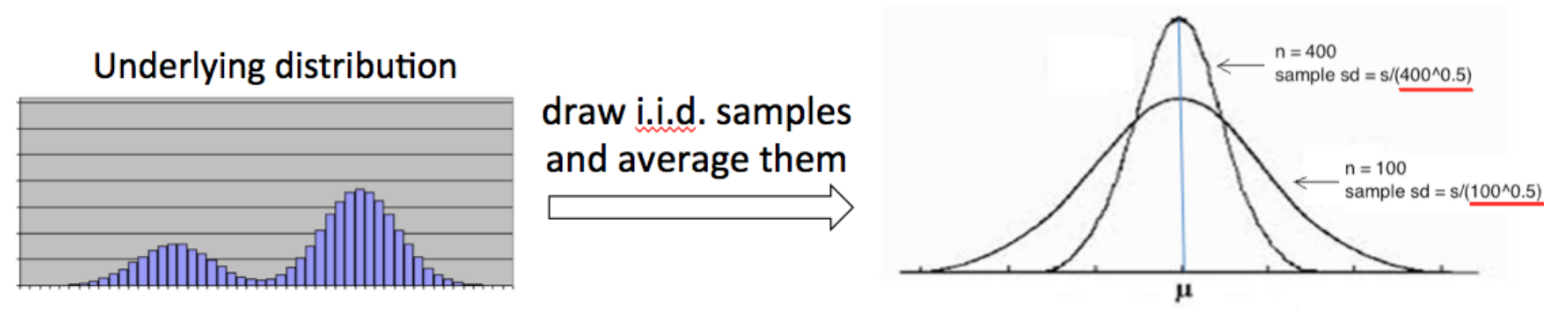 Underlying distribution
draw i.i.d. samples
and average them
n = 400
sample sd = s/(400^0.5)
n = 100
sample sd = s/(100^0.5)
μ